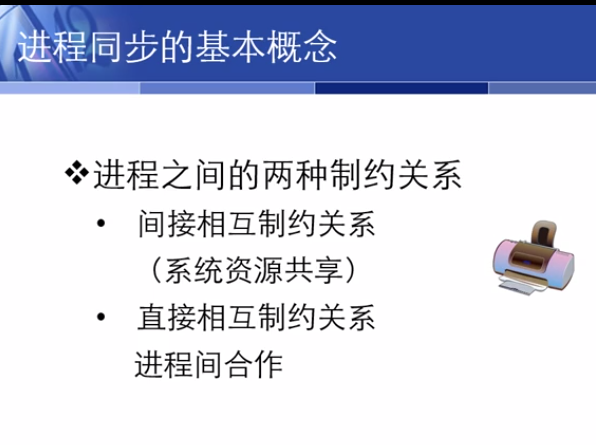 进程同步的基本概念
❖进程之间的两种制约关系
• 间接相互制约关系
（系统资源共享）
• 直接相互制约关系
进程间合作